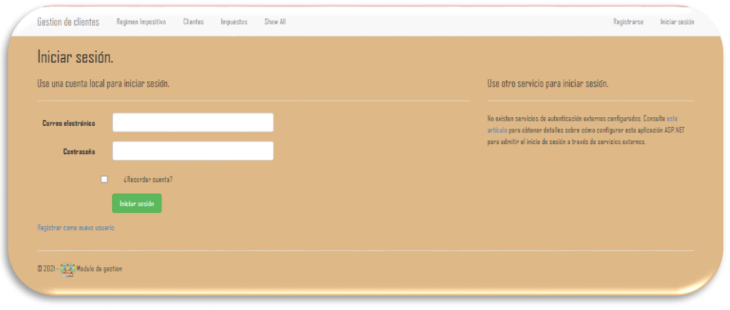 Gestion de clientes Regimen Impositivo Clientes Impuestos Show All Registrarse Iniciar sesión
Iniciar sesión.
Use una cuenta local para iniciar sesión.
Correo electrónico
Contraseña
¿Recordar cuenta?
Iniciar sesión
Registrar como nuevo usuario
Use otro servicio para iniciar sesión.
No existen servicios de autenticación externos configurados. Consulte este
artículo para obtener detalles sobre cómo configurar esta aplicación ASP.NET
para admitir el inicio de sesión a través de servicios externos.
© 2021 - Modulo de gestion